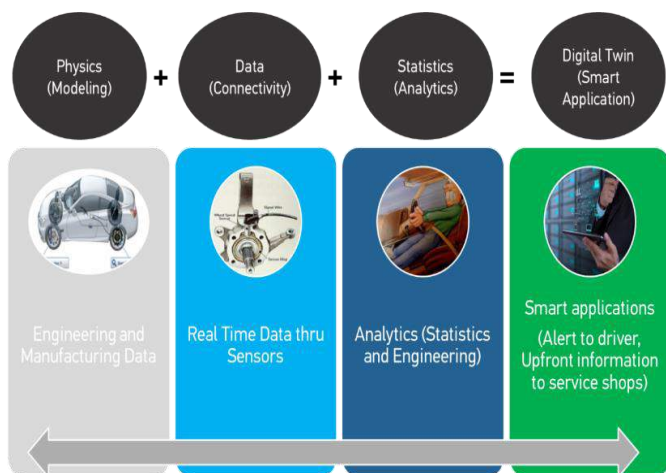 Physics
(Modeling)
+
Data
(Connectivity)
+
Statistics
(Analytics)
=
Digital Twin
(Smart
Application)
Engineering and
Manufacturing Data
Real Time Data thru
Sensors
Analytics (Statistics
and Engineering)
Smart applications
(Alert to driver,
Upfront information
to service shops)